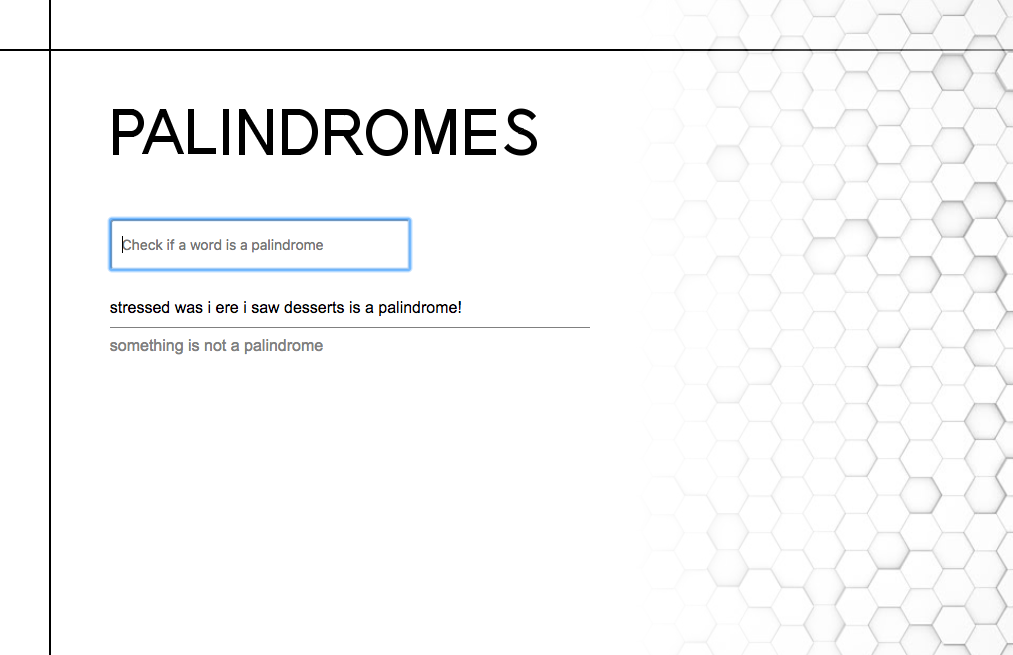 PALINDROMES
Check if a word is a palindrome
stressed was i ere i saw desserts is a palindrome!
something is not a palindrome